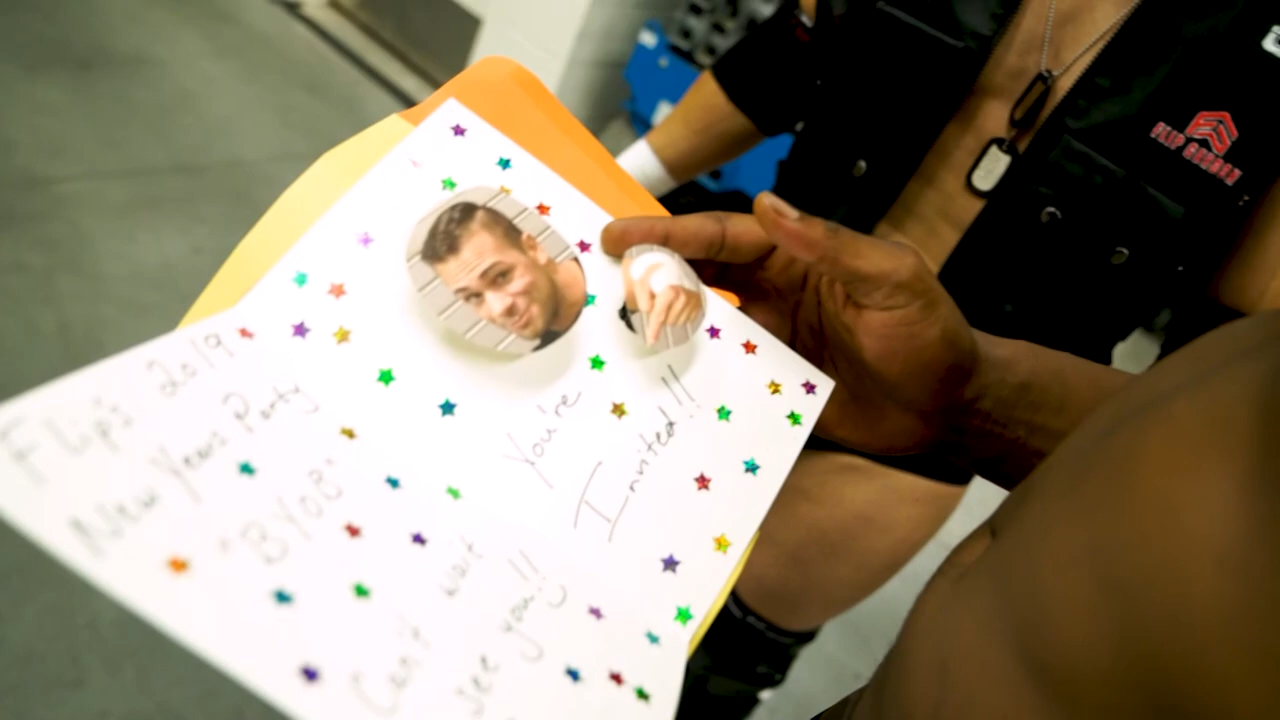 Flip's 2019
New Years Party
"BYOB"
You're
Invited!!
Can't wait
see you!!
FLIP GORDON